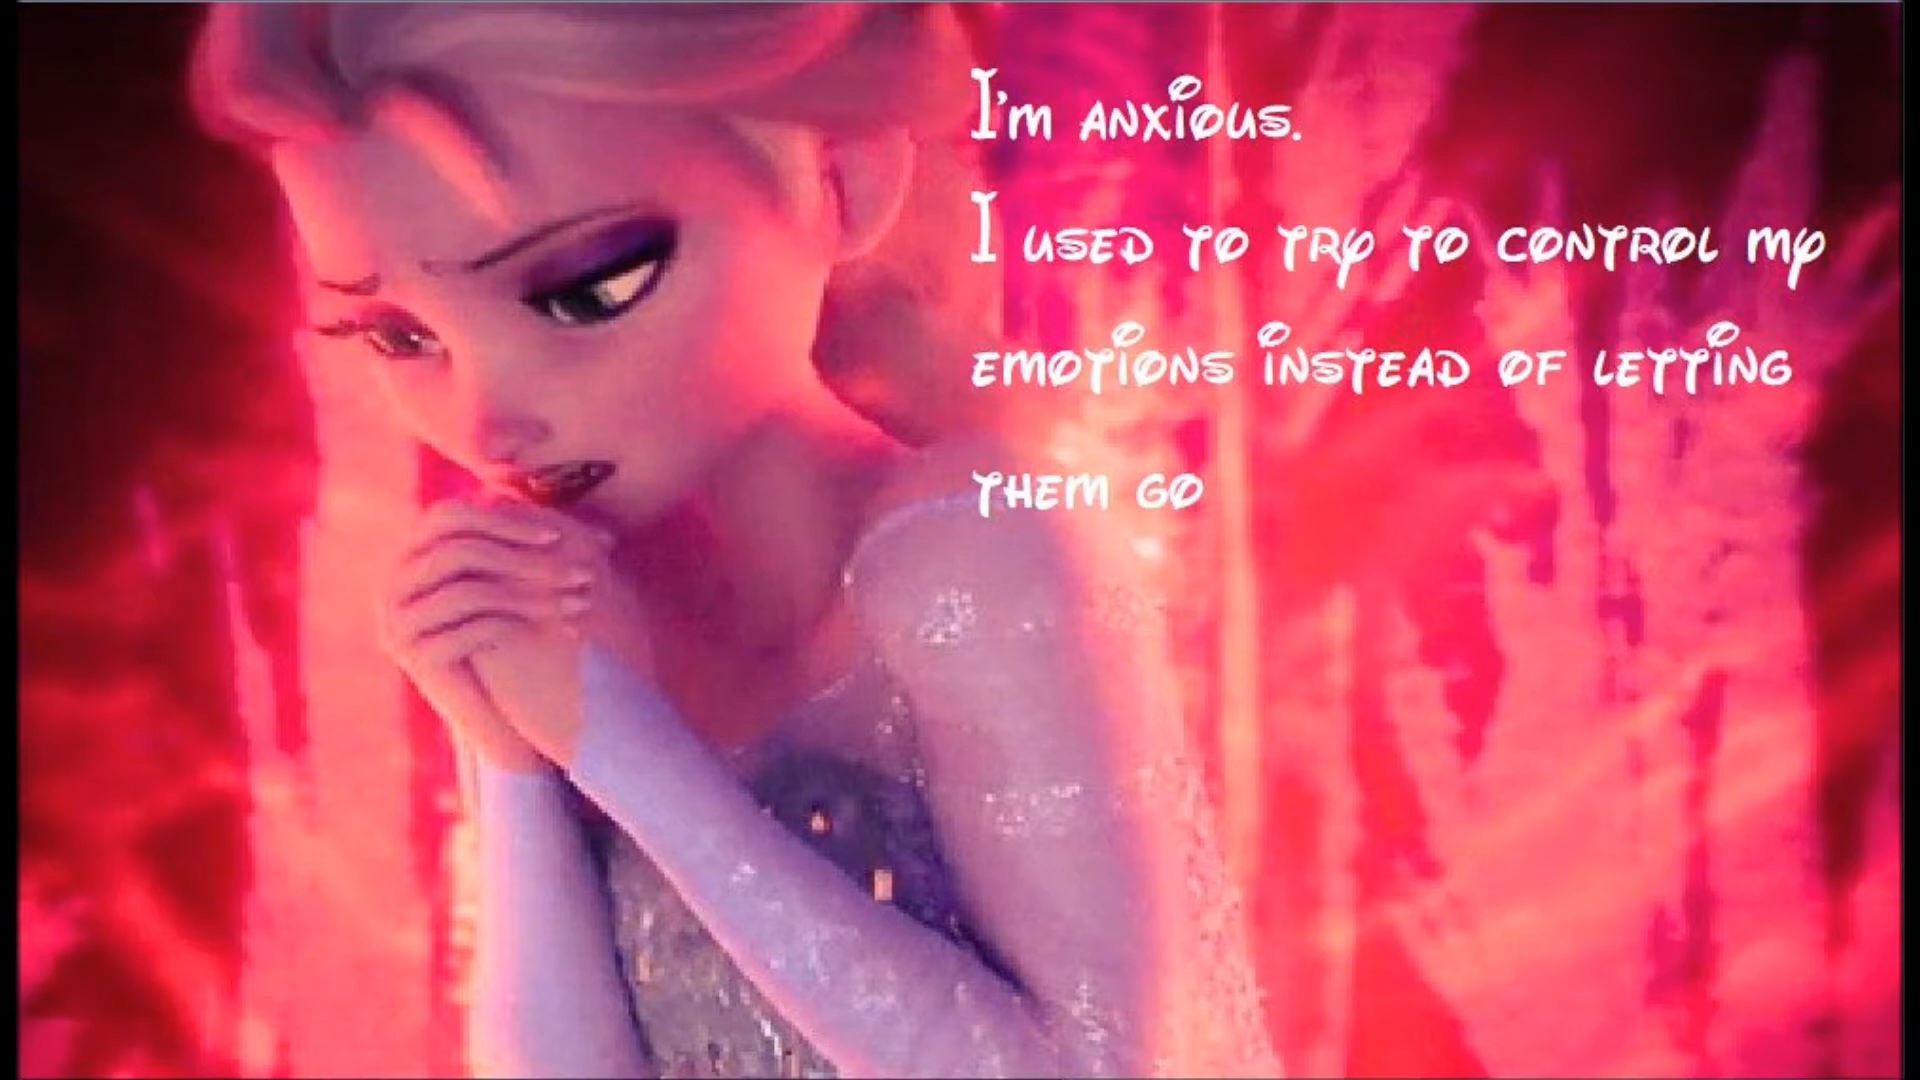 I'm anxious.
I used to try to control my
emotions instead of letting
them go